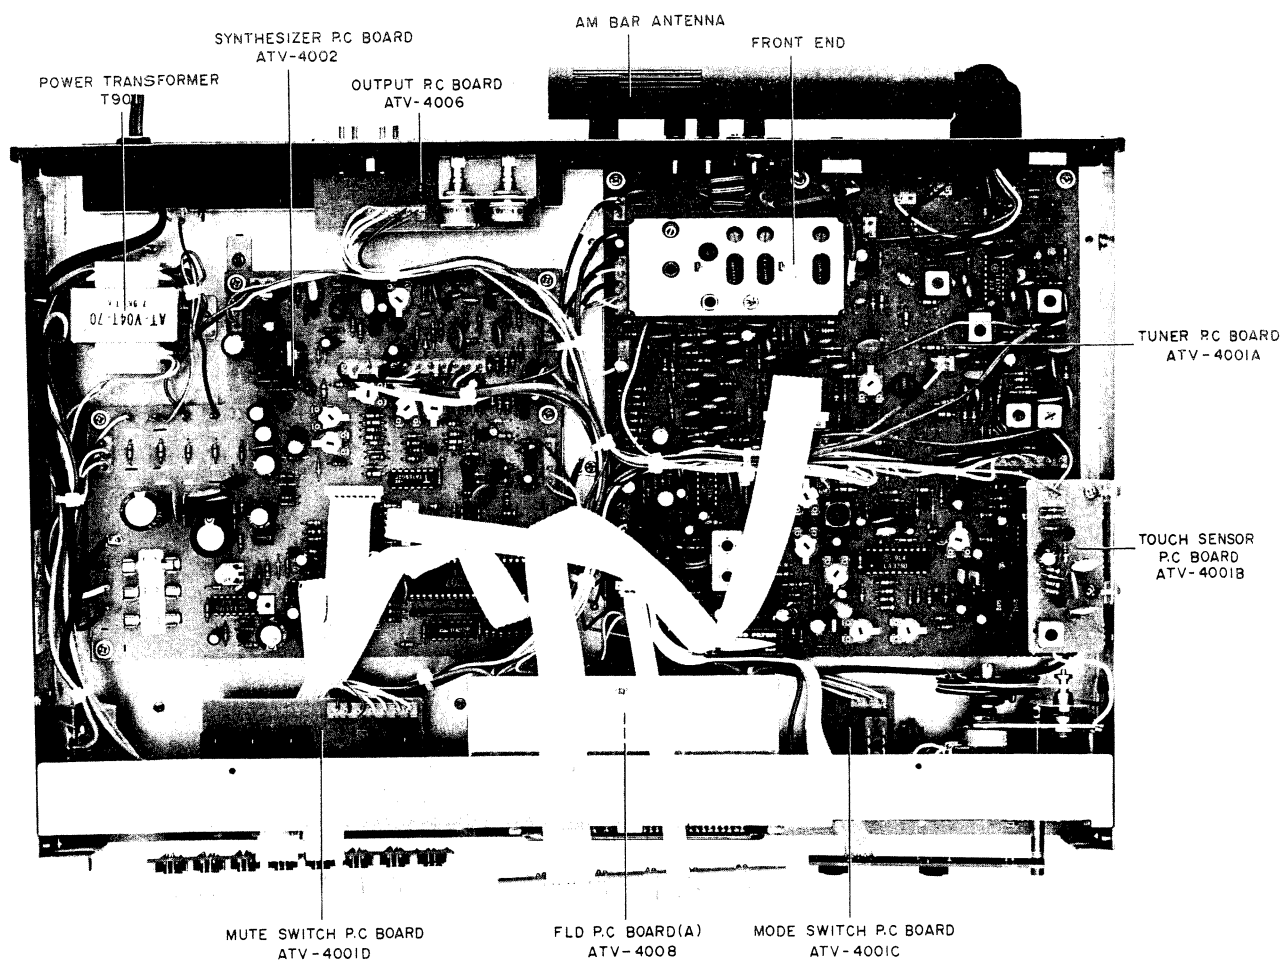 AM BAR ANTENNA
SYNTHESIZER P.C BOARD
ATV-4002
FRONT END
POWER TRANSFORMER
T901
OUTPUT P.C BOARD
ATV-4006
AT-V04T-70
TUNER P.C BOARD
ATV-4001A
TOUCH SENSOR
P.C BOARD
ATV-4001B
MUTE SWITCH P.C BOARD
ATV-4001D
FLD P.C BOARD(A)
ATV-4008
MODE SWITCH P.C BOARD
ATV-4001C